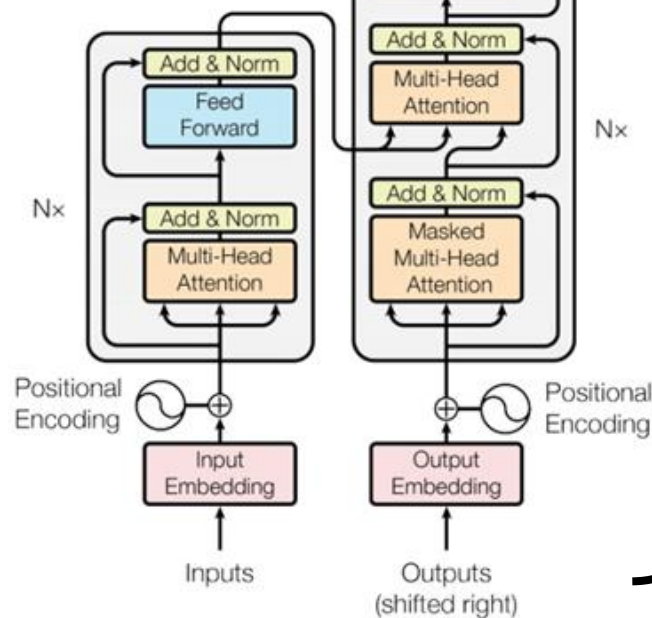 Add & Norm
Feed
Forward
Nx
Add & Norm
Multi-Head
Attention
Positional
Encoding
Input
Embedding
Inputs
Add & Norm
Multi-Head
Attention
Nx
Add & Norm
Masked
Multi-Head
Attention
Positional
Encoding
Output
Embedding
Outputs
(shifted right)